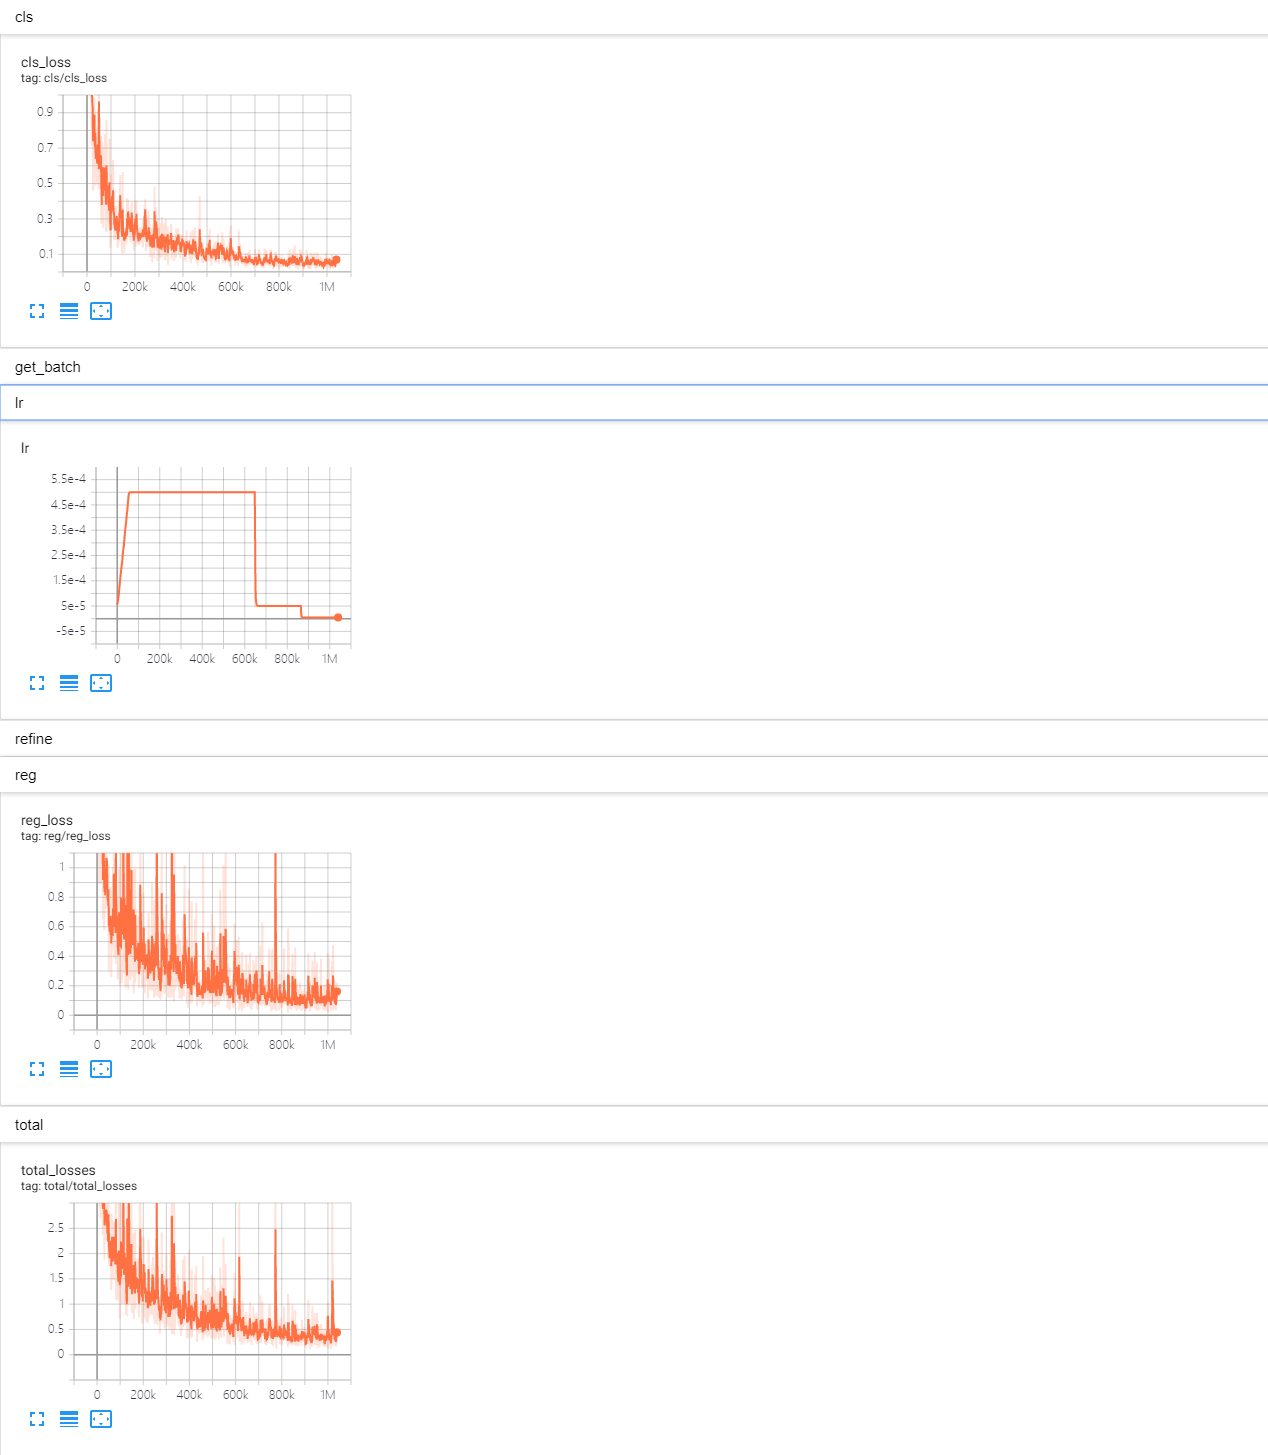 cls
cls_loss
tag: cls/cls_loss
0.9
0.7
0.5
0.3
0.1
0 200k 400k 600k 800k 1M
get_batch
lr
lr
5.5e-4
4.5e-4
3.5e-4
2.5e-4
1.5e-4
5e-5
-5e-5
0 200k 400k 600k 800k 1M
refine
reg
reg_loss
tag: reg/reg_loss
1
0.8
0.6
0.4
0.2
0
0 200k 400k 600k 800k 1M
total
total_losses
tag: total/total_losses
2.5
2
1.5
1
0.5
0
0 200k 400k 600k 800k 1M